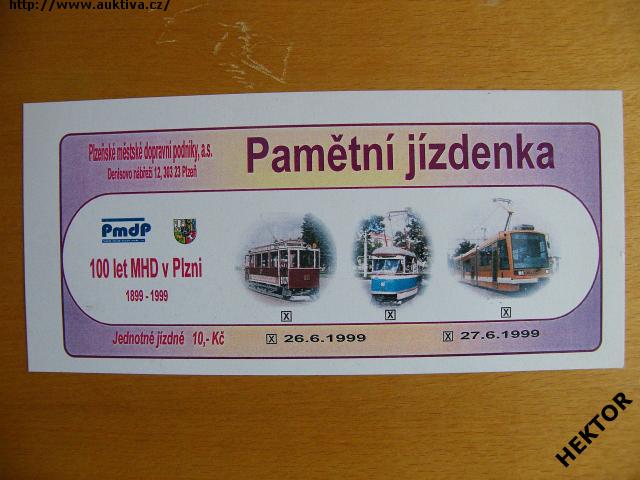 http://www.auktiva.cz/
Plzeňské městské dopravní podniky, a.s.
Denisovo nábřeží 12, 303 23 Plzeň
Pamětní jízdenka
PmdP
100 let MHD v Plzni
1899 - 1999
X
X
X
Jednotné jízdné 10,- Kč
X 26.6.1999
X 27.6.1999
HEKTOR